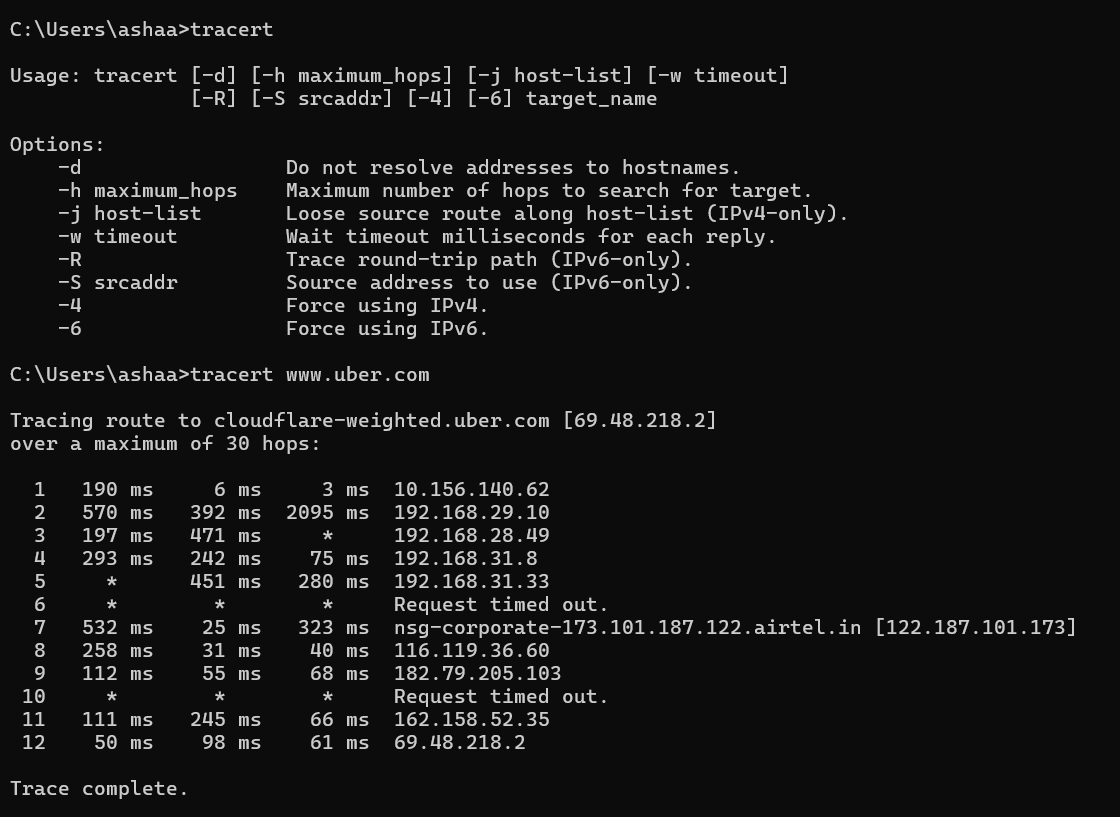 C:\Users\ashaa>tracert
Usage: tracert [-d] [-h maximum_hops] [-j host-list] [-w timeout]
               [-R] [-S srcaddr] [-4] [-6] target_name
Options:
    -d                 Do not resolve addresses to hostnames.
    -h maximum_hops    Maximum number of hops to search for target.
    -j host-list       Loose source route along host-list (IPv4-only).
    -w timeout         Wait timeout milliseconds for each reply.
    -R                 Trace round-trip path (IPv6-only).
    -S srcaddr         Source address to use (IPv6-only).
    -4                 Force using IPv4.
    -6                 Force using IPv6.
C:\Users\ashaa>tracert www.uber.com
Tracing route to cloudflare-weighted.uber.com [69.48.218.2]
over a maximum of 30 hops:
  1   190 ms     6 ms     3 ms  10.156.140.62
  2   570 ms   392 ms  2095 ms  192.168.29.10
  3   197 ms   471 ms     *     192.168.28.49
  4   293 ms   242 ms    75 ms  192.168.31.8
  5     *      451 ms   280 ms  192.168.31.33
  6     *        *        *     Request timed out.
  7   532 ms    25 ms   323 ms  nsg-corporate-173.101.187.122.airtel.in [122.187.101.173]
  8   258 ms    31 ms    40 ms  116.119.36.60
  9   112 ms    55 ms    68 ms  182.79.205.103
 10     *        *        *     Request timed out.
 11   111 ms   245 ms    66 ms  162.158.52.35
 12    50 ms    98 ms    61 ms  69.48.218.2
Trace complete.